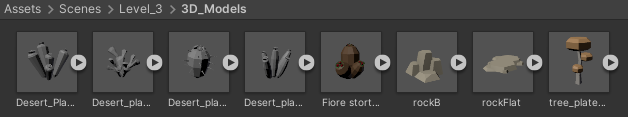 Assets > Scenes > Level_3 > 3D_Models
Desert_Pla... Desert_pla... Desert_pla... Desert_pla... Fiore stort... rockB rockFlat tree_plate...